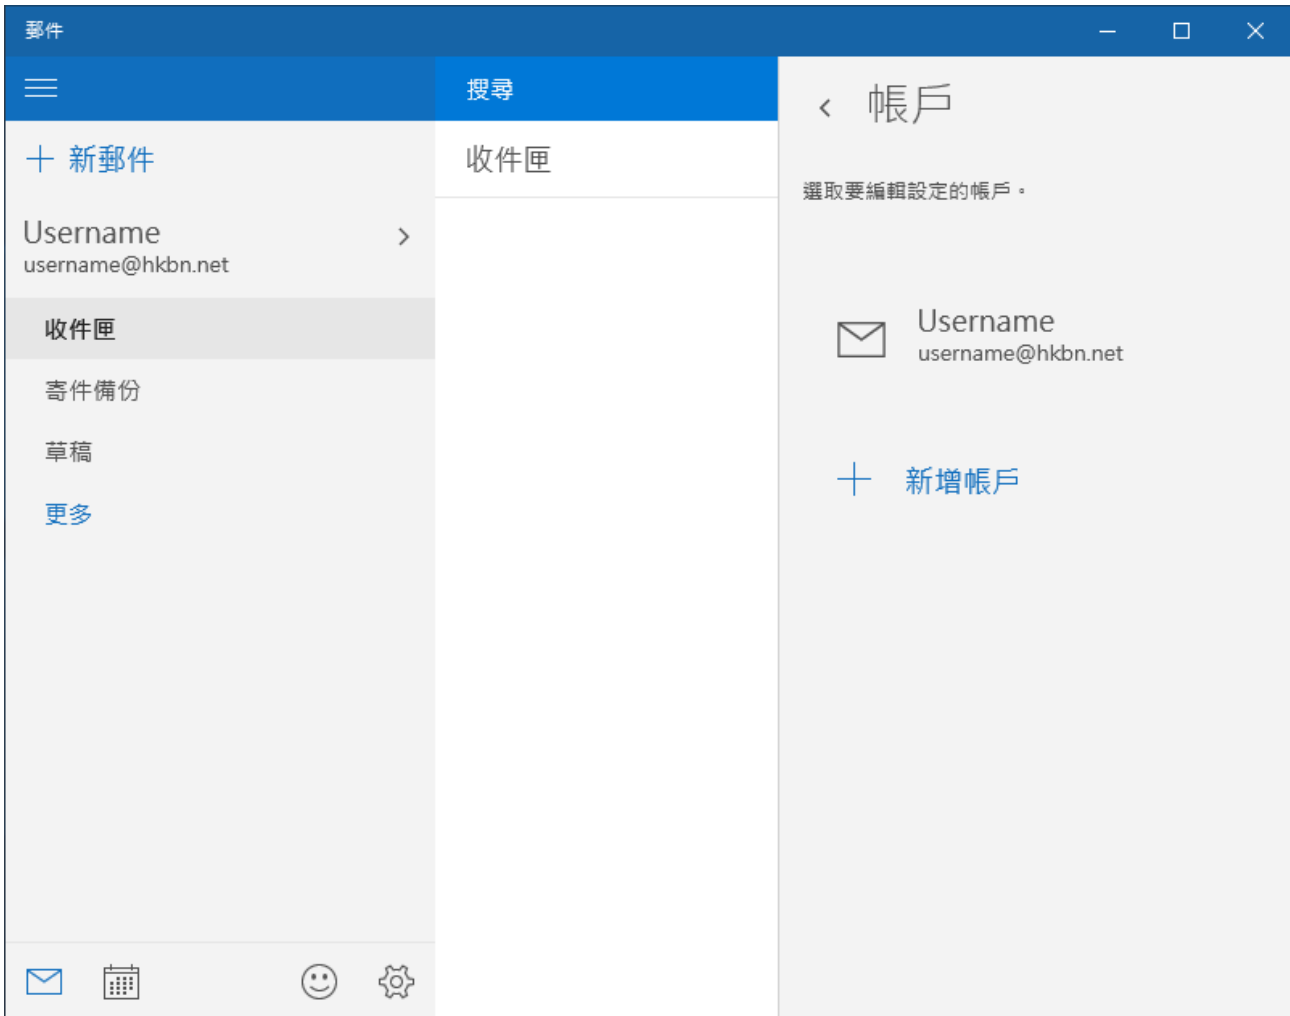 郵件
搜尋
新郵件
Username
username@hkbn.net
收件匣
寄件備份
草稿
更多
收件匣
帳戶
選取要編輯設定的帳戶。
Username
username@hkbn.net
新增帳戶